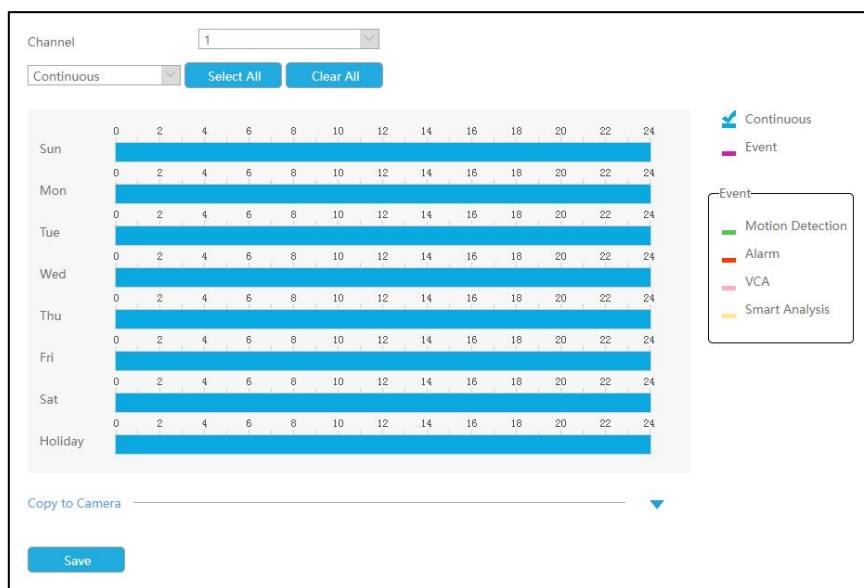 Channel 1
Continuous Select All Clear All
0 2 4 6 8 10 12 14 16 18 20 22 24
Sun
0 2 4 6 8 10 12 14 16 18 20 22 24
Mon
0 2 4 6 8 10 12 14 16 18 20 22 24
Tue
0 2 4 6 8 10 12 14 16 18 20 22 24
Wed
0 2 4 6 8 10 12 14 16 18 20 22 24
Thu
0 2 4 6 8 10 12 14 16 18 20 22 24
Fri
0 2 4 6 8 10 12 14 16 18 20 22 24
Sat
0 2 4 6 8 10 12 14 16 18 20 22 24
Holiday
Continuous
Event
Event
Motion Detection
Alarm
VCA
Smart Analysis
Copy to Camera
Save